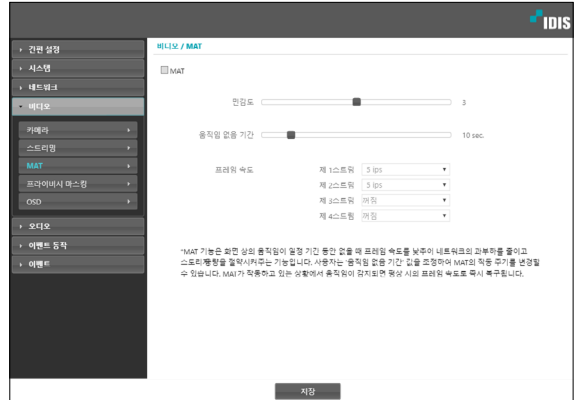 IDIS
간편 설정
시스템
네트워크
비디오
카메라
스트리밍
MAT
프라이버시 마스킹
OSD
오디오
이벤트 동작
이벤트
비디오 / MAT
MAT
민감도 3
움직임 없음 기간 10 sec.
프레임 속도 제 1스트림 5 ips
제 2스트림 5 ips
제 3스트림 꺼짐
제 4스트림 꺼짐
*MAT 기능은 화면 상의 움직임이 일정 기간 동안 없을 때 프레임 속도를 낮추어 네트워크의 과부하를 줄이고
스토리지용량을 절약시켜주는 기능입니다. 사용자는 '움직임 없음 기간' 값을 조정하여 MAT의 작동 주기를 변경할
수 있습니다. MAT가 작동하고 있는 상황에서 움직임이 감지되면 평상 시의 프레임 속도로 즉시 복구됩니다.
저장